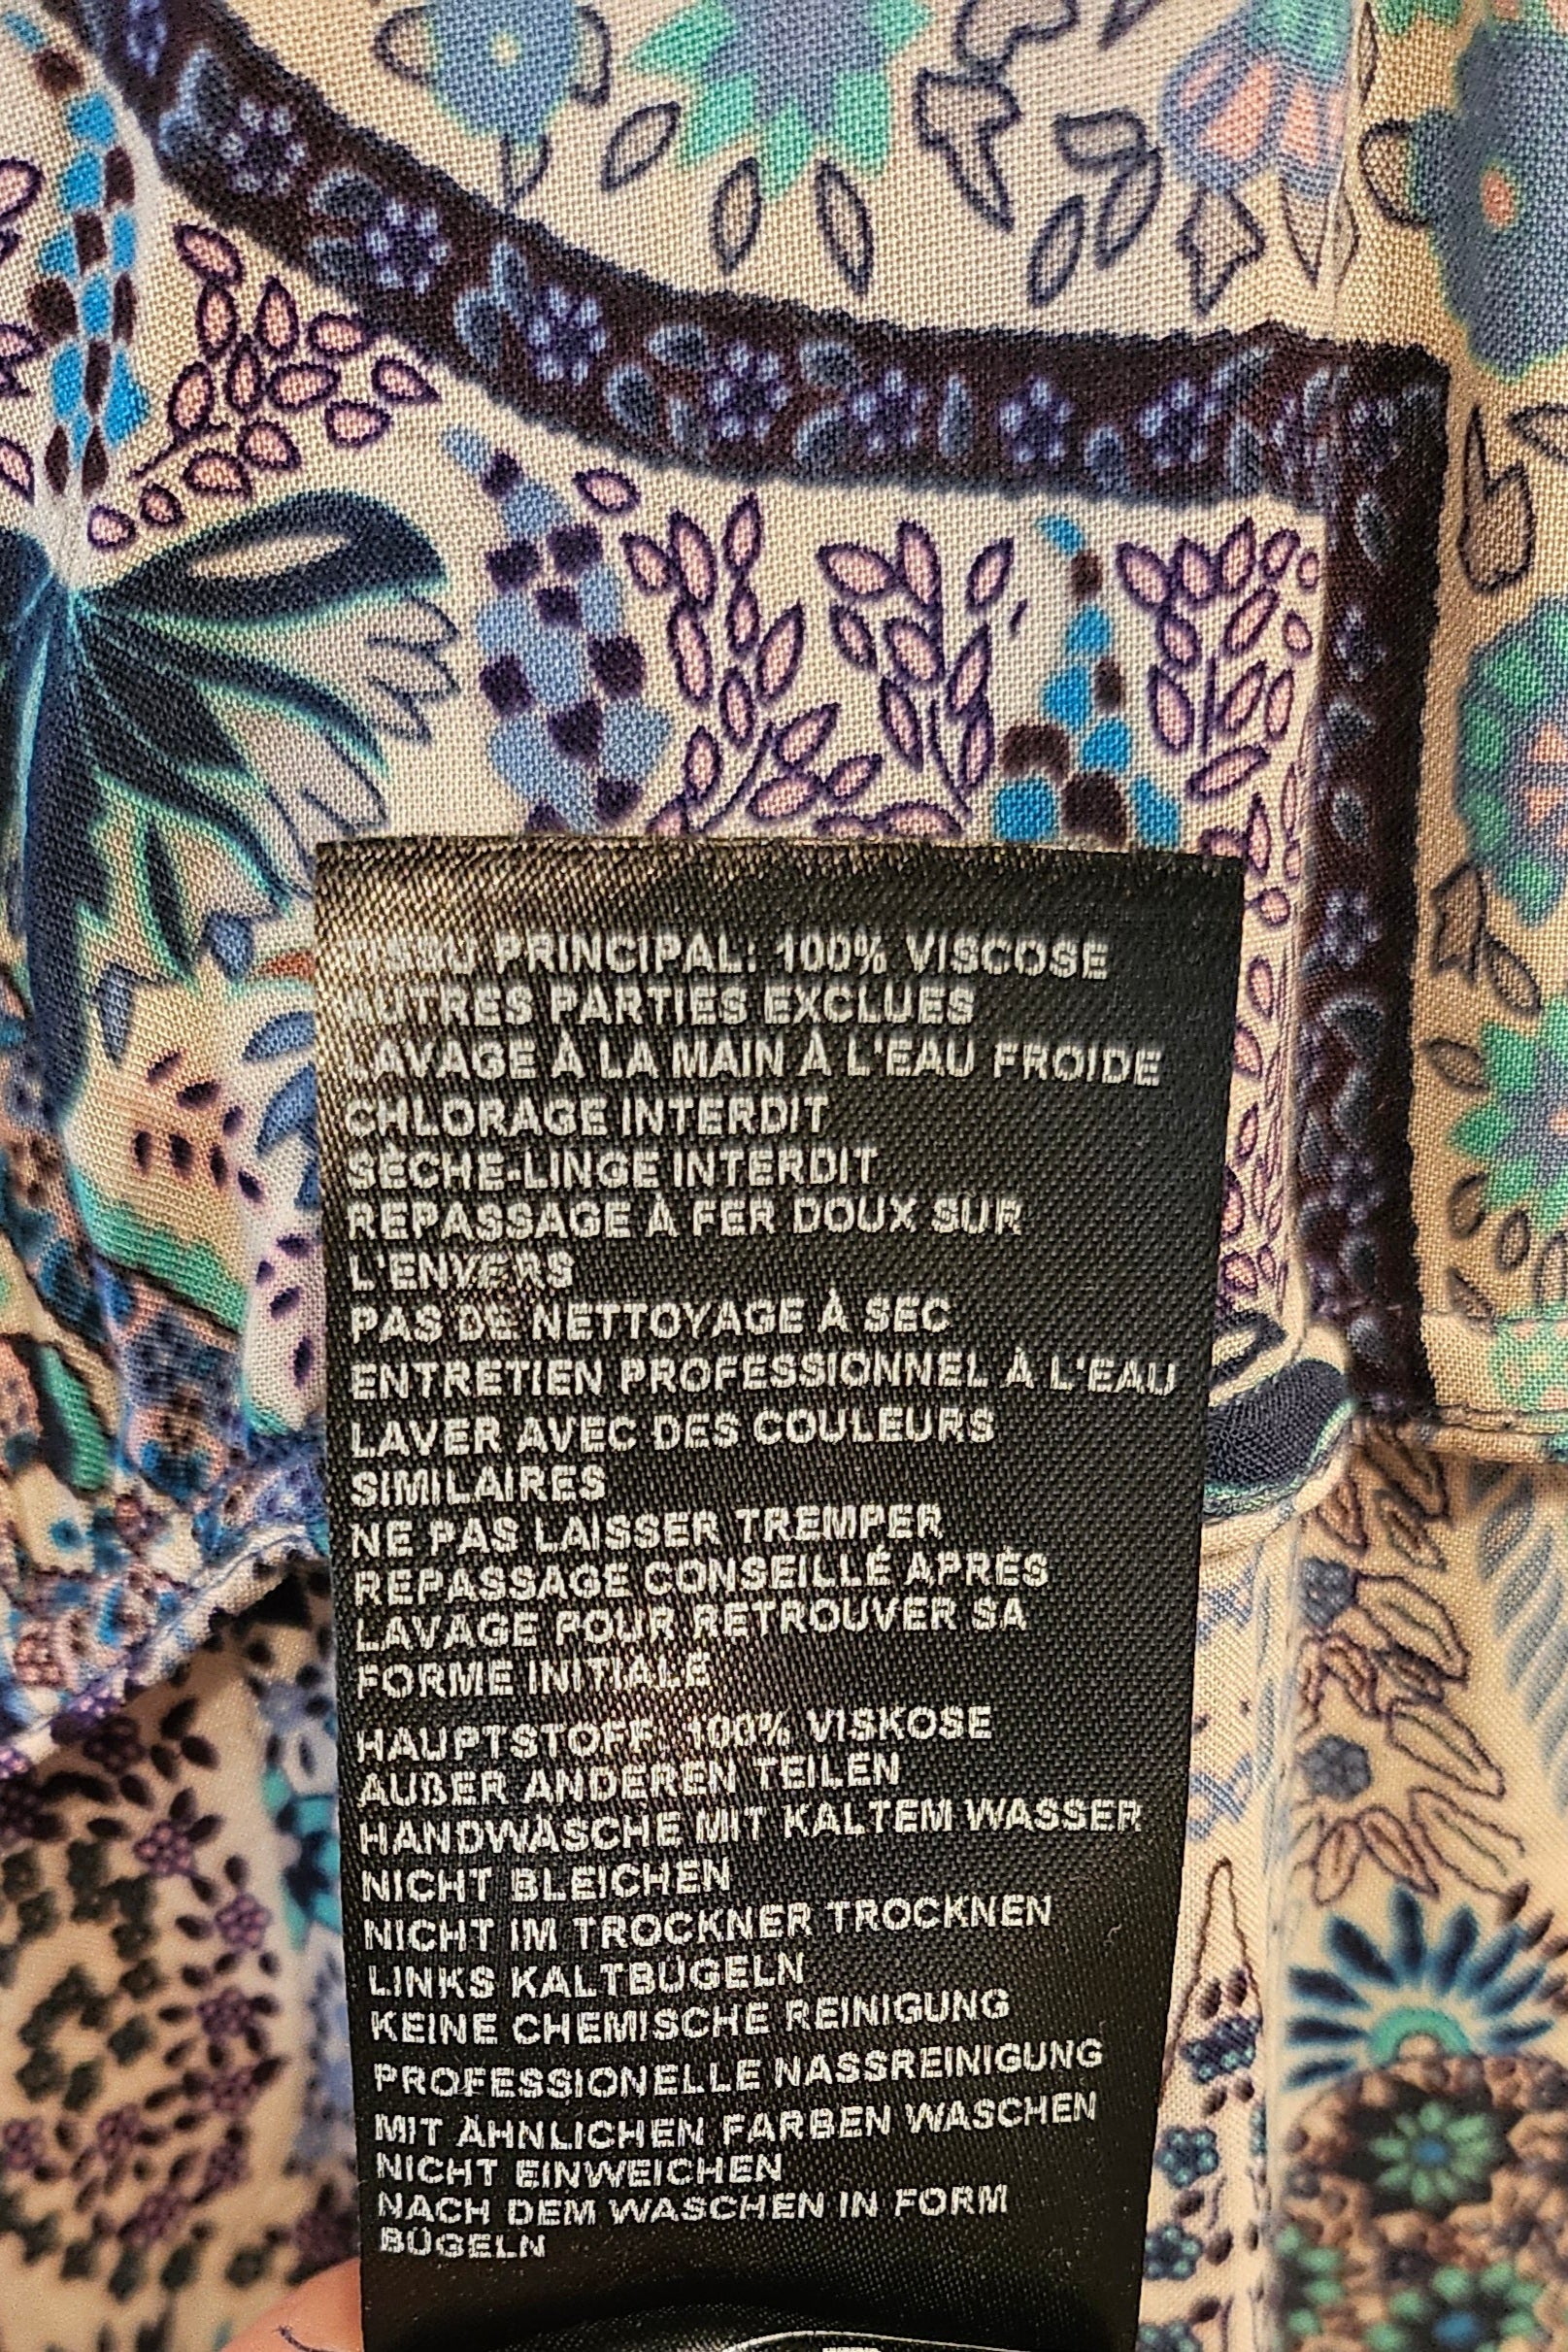 TISSU PRINCIPAL: 100% VISCOSE
AUTRES PARTIES EXCLUES
LAVAGE À LA MAIN À L'EAU FROIDE
CHLORAGE INTERDIT
SÈCHE-LINGE INTERDIT
REPASSAGE À FER DOUX SUR
L'ENVERS
PAS DE NETTOYAGE À SEC
ENTRETIEN PROFESSIONNEL À L'EAU
LAVER AVEC DES COULEURS
SIMILAIRES
NE PAS LAISSER TREMPER
REPASSAGE CONSEILLÉ APRÈS
LAVAGE POUR RETROUVER SA
FORME INITIALE
HAUPTSTOFF: 100% VISKOSE
AUßER ANDEREN TEILEN
HANDWÄSCHE MIT KALTEM WASSER
NICHT BLEICHEN
NICHT IM TROCKNER TROCKNEN
LINKS KALTBÜGELN
KEINE CHEMISCHE REINIGUNG
PROFESSIONELLE NASSREINIGUNG
MIT ÄHNLICHEN FARBEN WASCHEN
NICHT EINWEICHEN
NACH DEM WASCHEN IN FORM
BÜGELN